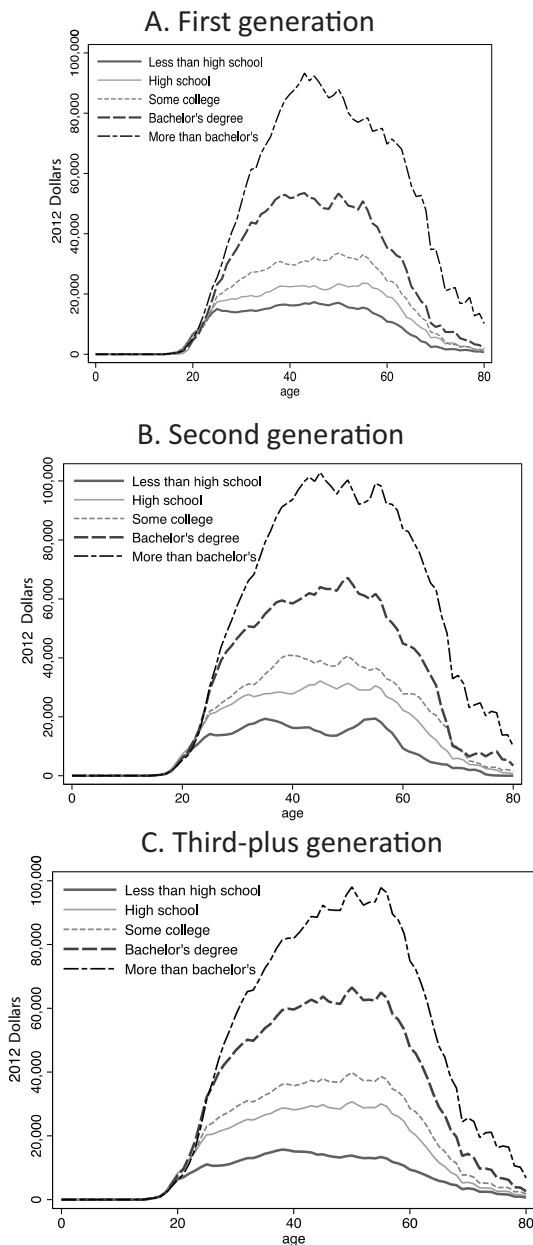 A. First generation
100,000
80,000
60,000
40,000
20,000
0
2012 Dollars
Less than high school
High school
Some college
Bachelor's degree
More than bachelor's
0
20
40
60
80
age
B. Second generation
100,000
80,000
60,000
40,000
20,000
0
2012 Dollars
Less than high school
High school
Some college
Bachelor's degree
More than bachelor's
0
20
40
60
80
age
C. Third-plus generation
100,000
80,000
60,000
40,000
20,000
0
2012 Dollars
Less than high school
High school
Some college
Bachelor's degree
More than bachelor's
0
20
40
60
80
age